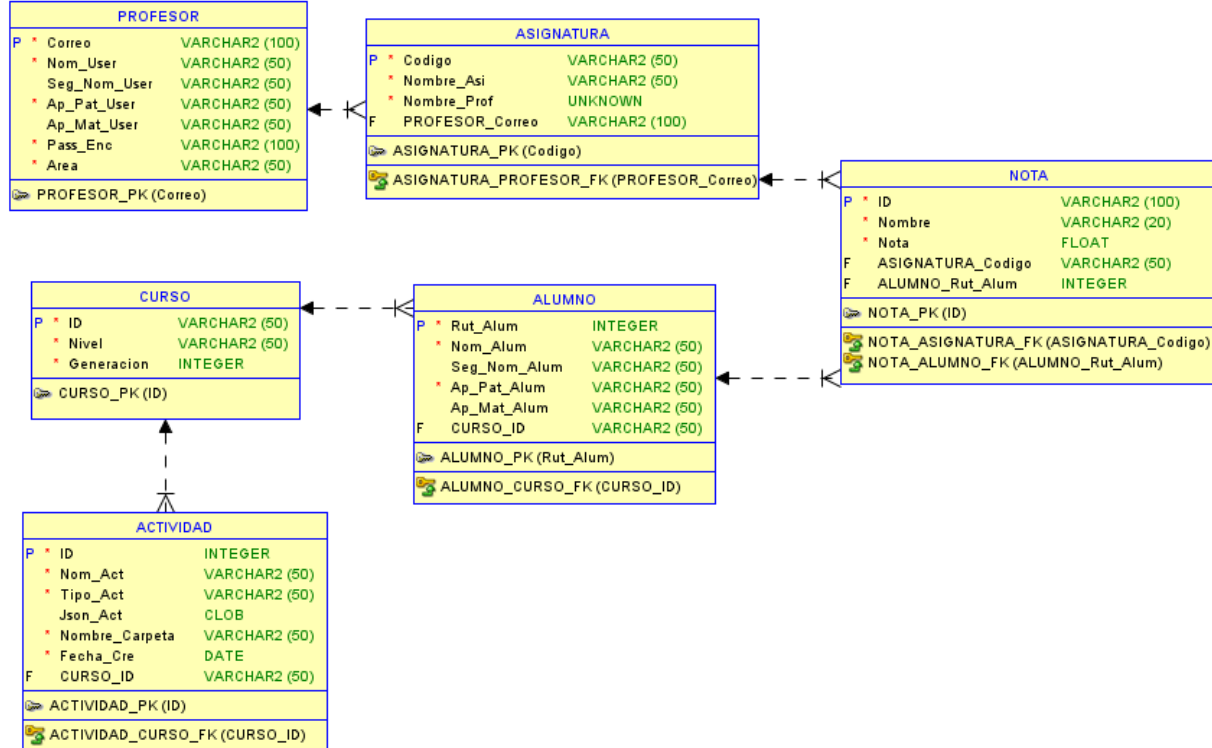 PROFESOR
P * Correo VARCHAR2 (100)
* Nom_User VARCHAR2 (50)
Seg_Nom_User VARCHAR2 (50)
* Ap_Pat_User VARCHAR2 (50)
Ap_Mat_User VARCHAR2 (50)
* Pass_Enc VARCHAR2 (100)
* Area VARCHAR2 (50)
PROFESOR_PK (Correo)
ASIGNATURA
P * Codigo VARCHAR2 (50)
* Nombre_Asi VARCHAR2 (50)
* Nombre_Prof UNKNOWN
F PROFESOR_Correo VARCHAR2 (100)
ASIGNATURA_PK (Codigo)
ASIGNATURA_PROFESOR_FK (PROFESOR_Correo)
NOTA
P * ID VARCHAR2 (100)
* Nombre VARCHAR2 (20)
* Nota FLOAT
F ASIGNATURA_Codigo VARCHAR2 (50)
F ALUMNO_Rut_Alum INTEGER
NOTA_PK (ID)
NOTA_ASIGNATURA_FK (ASIGNATURA_Codigo)
NOTA_ALUMNO_FK (ALUMNO_Rut_Alum)
CURSO
P * ID VARCHAR2 (50)
* Nivel VARCHAR2 (50)
* Generacion INTEGER
CURSO_PK (ID)
ALUMNO
P * Rut_Alum INTEGER
* Nom_Alum VARCHAR2 (50)
Seg_Nom_Alum VARCHAR2 (50)
* Ap_Pat_Alum VARCHAR2 (50)
Ap_Mat_Alum VARCHAR2 (50)
F CURSO_ID VARCHAR2 (50)
ALUMNO_PK (Rut_Alum)
ALUMNO_CURSO_FK (CURSO_ID)
ACTIVIDAD
P * ID INTEGER
* Nom_Act VARCHAR2 (50)
* Tipo_Act VARCHAR2 (50)
Json_Act CLOB
* Nombre_Carpeta VARCHAR2 (50)
* Fecha_Cre DATE
F CURSO_ID VARCHAR2 (50)
ACTIVIDAD_PK (ID)
ACTIVIDAD_CURSO_FK (CURSO_ID)